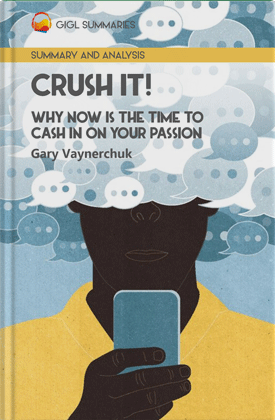 GIGL SUMMARIES
SUMMARY AND ANALYSIS
CRUSH IT!
WHY NOW IS THE TIME TO
CASH IN ON YOUR PASSION
Gary Vaynerchuk